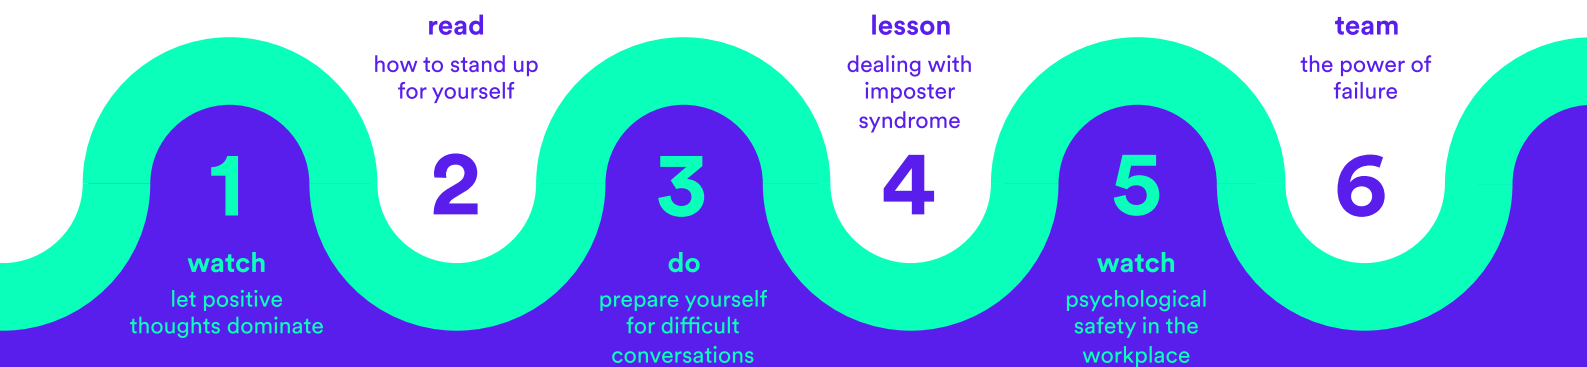 1
watch
let positive
thoughts dominate
read
how to stand up
for yourself
2
3
do
prepare yourself
for difficult
conversations
lesson
dealing with
imposter
syndrome
4
5
watch
psychological
safety in the
workplace
team
the power of
failure
6